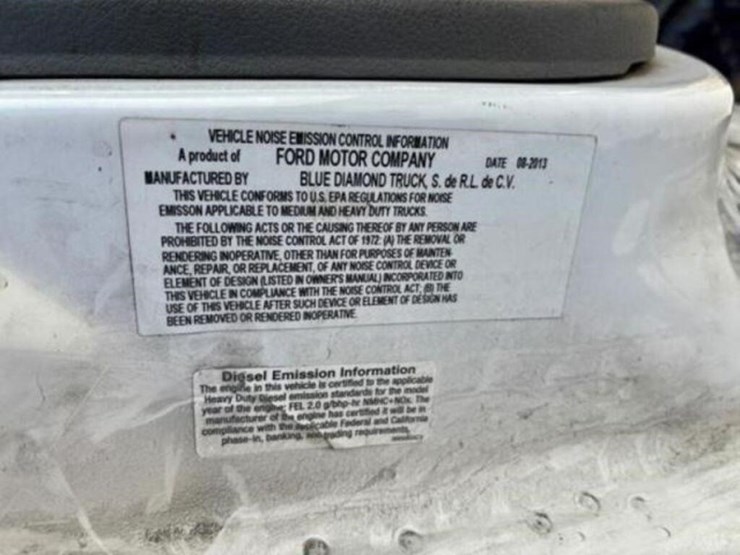 VEHICLE NOISE EMISSION CONTROL INFORMATION
A product of FORD MOTOR COMPANY DATE 08-2013
MANUFACTURED BY BLUE DIAMOND TRUCK, S. de R.L. de C.V.
THIS VEHICLE CONFORMS TO U.S. EPA REGULATIONS FOR NOISE
EMISSON APPLICABLE TO MEDIUM AND HEAVY DUTY TRUCKS.
THE FOLLOWING ACTS OR THE CAUSING THEREOF BY ANY PERSON ARE
PROHIBITED BY THE NOISE CONTROL ACT OF 1972: (A) THE REMOVAL OR
RENDERING INOPERATIVE, OTHER THAN FOR PURPOSES OF MAINTEN-
ANCE, REPAIR, OR REPLACEMENT, OF ANY NOISE CONTROL DEVICE OR
ELEMENT OF DESIGN (LISTED IN OWNER'S MANUAL) INCORPORATED INTO
THIS VEHICLE IN COMPLIANCE WITH THE NOISE CONTROL ACT; (B) THE
USE OF THIS VEHICLE AFTER SUCH DEVICE OR ELEMENT OF DESIGN HAS
BEEN REMOVED OR RENDERED INOPERATIVE.
Diesel Emission Information
The engine in this vehicle is certified to the applicable
Heavy Duty Diesel emission standards for the model
year of the engine; FEL 2.0 g/bhp-hr NMHC+NOx. The
manufacturer of the engine has certified it will be in
compliance with the applicable Federal and California
phase-in, banking, and trading requirements.